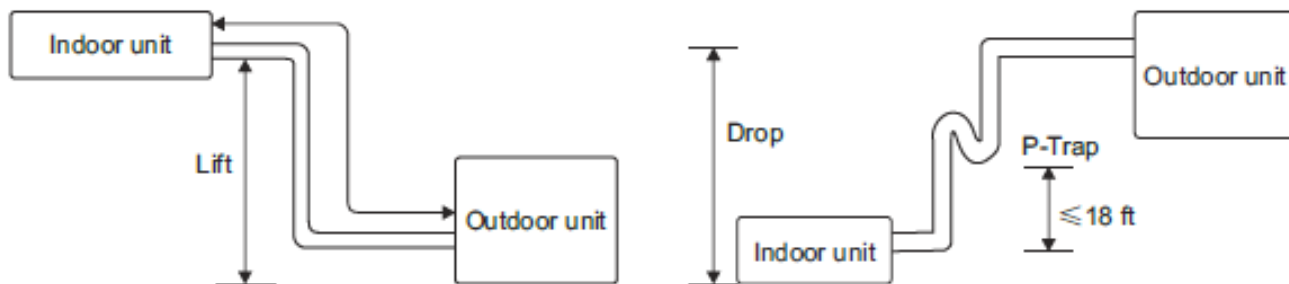 Indoor unit
Lift
Outdoor unit
Drop
Outdoor unit
P-Trap
≤18 ft
Indoor unit